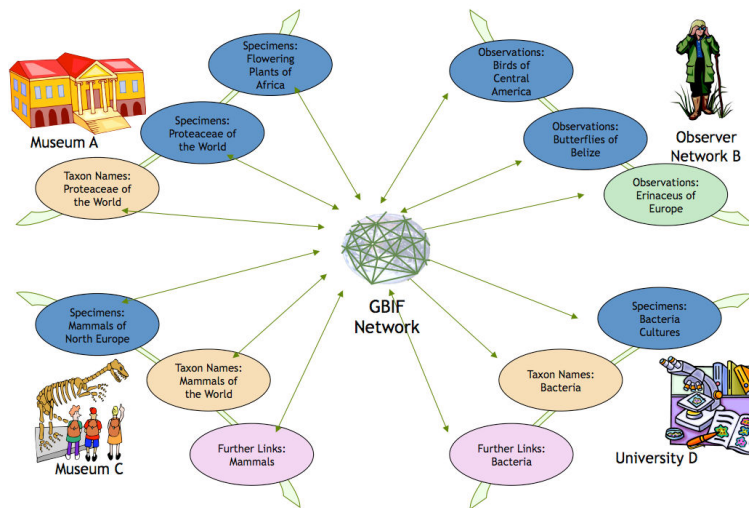 Specimens:
Flowering
Plants of
Africa
Observations:
Birds of
Central
America
Museum A
Specimens:
Proteaceae
of the World
Observations:
Butterflies of
Belize
Observer
Network B
Taxon Names:
Proteaceae
of the World
Observations:
Erinaceus of
Europe
GBIF
Network
Specimens:
Mammals of
North Europe
Specimens:
Bacteria
Cultures
Taxon Names:
Mammals of
the World
Taxon Names:
Bacteria
Museum C
Further Links:
Mammals
Further Links:
Bacteria
University D